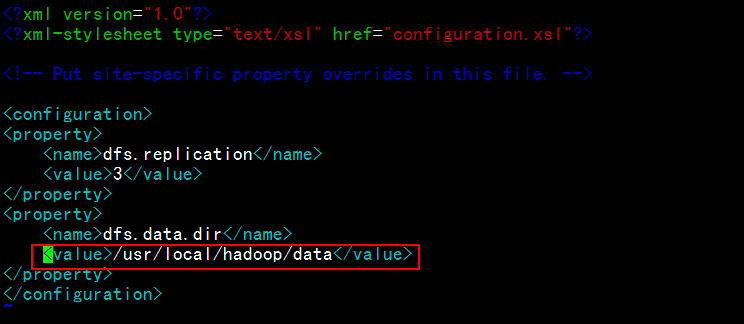 <?xml version="1.0"?>
<?xml-stylesheet type="text/xsl" href="configuration.xsl"?>
<!-- Put site-specific property overrides in this file. -->
<configuration>
<property>
    <name>dfs.replication</name>
    <value>3</value>
</property>
<property>
    <name>dfs.data.dir</name>
    <value>/usr/local/hadoop/data</value>
</property>
</configuration>
~